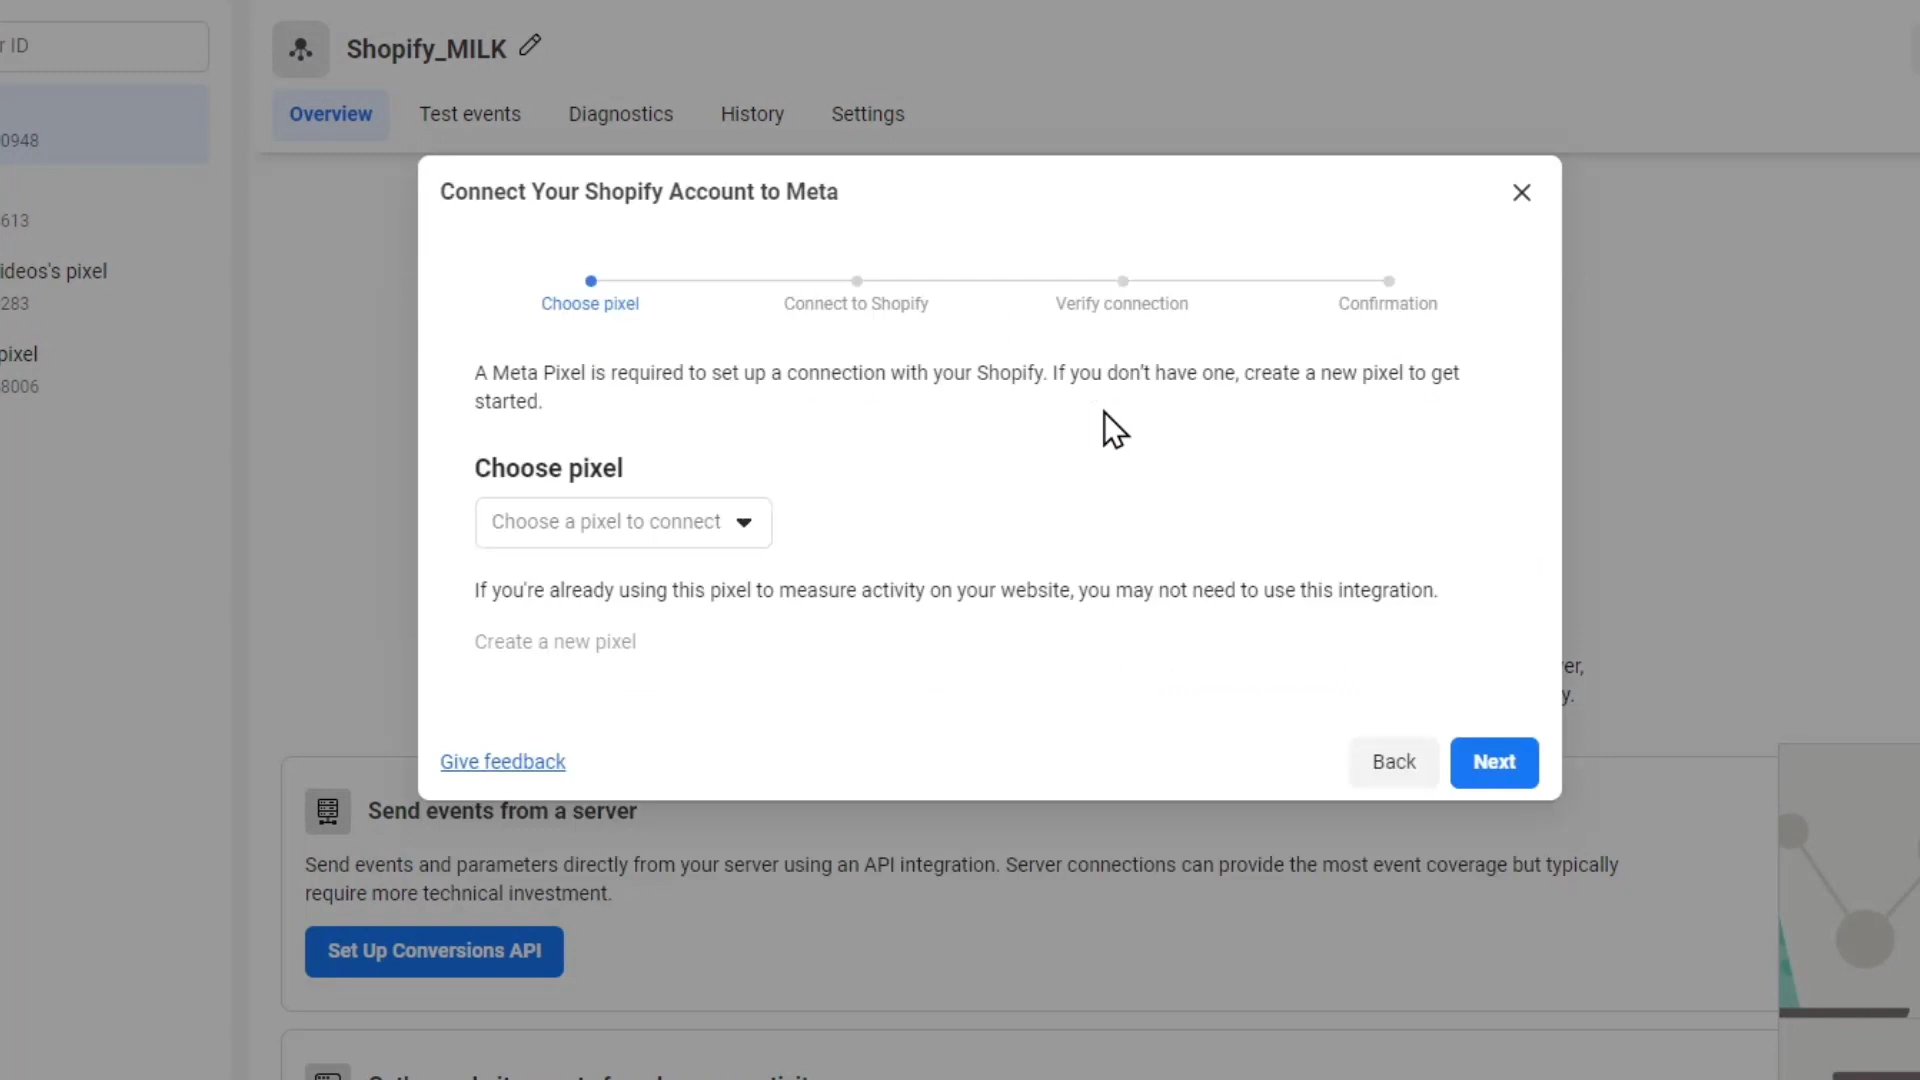 r ID
Shopify_MILK
Overview
Test events
Diagnostics
History
Settings
0948
613
ideos's pixel
283
pixel
8006
Connect Your Shopify Account to Meta
Choose pixel
Connect to Shopify
Verify connection
Confirmation
A Meta Pixel is required to set up a connection with your Shopify. If you don't have one, create a new pixel to get
started.
Choose pixel
Choose a pixel to connect
If you're already using this pixel to measure activity on your website, you may not need to use this integration.
Create a new pixel
er,
y.
Give feedback
Back
Next
Send events from a server
Send events and parameters directly from your server using an API integration. Server connections can provide the most event coverage but typically
require more technical investment.
Set Up Conversions API